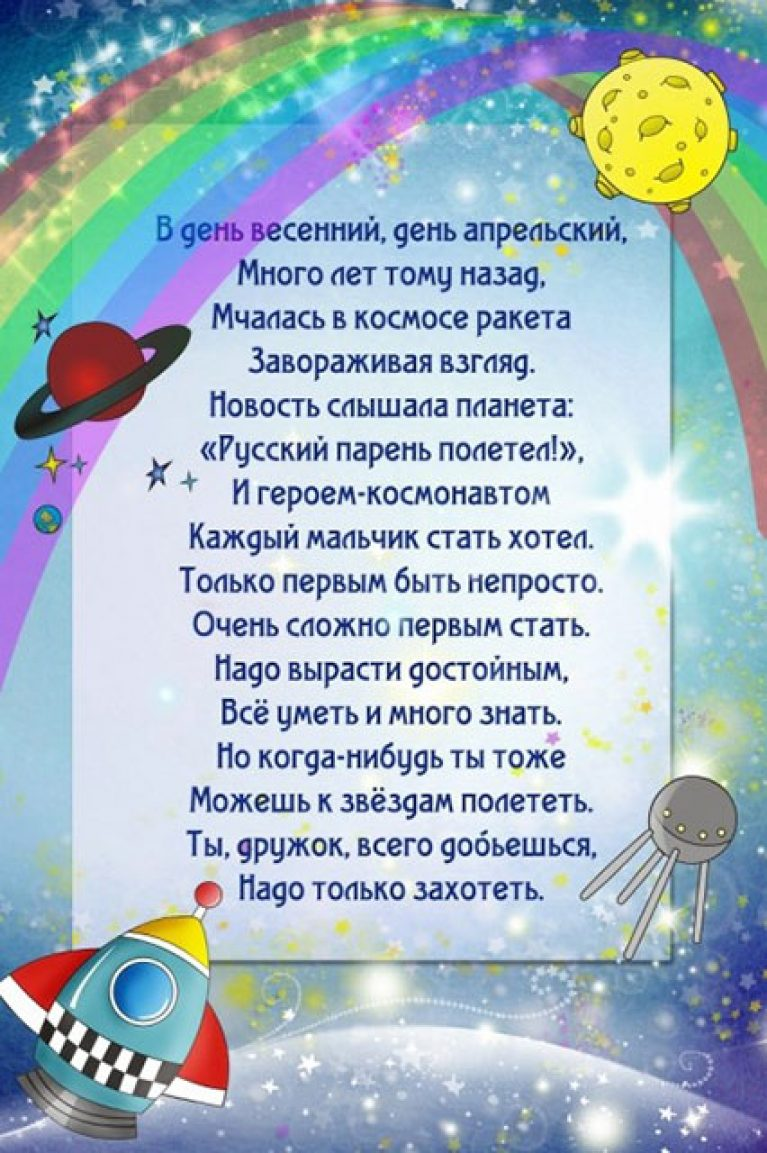 В день весенний, день апрельский,
Много лет тому назад,
Мчалась в космосе ракета
Завораживая взгляд.
Новость слышала планета:
«Русский парень полетел!»,
И героем-космонавтом
Каждый мальчик стать хотел.
Только первым быть непросто.
Очень сложно первым стать.
Надо вырасти достойным,
Всё уметь и много знать.
Но когда-нибудь ты тоже
Можешь к звёздам полететь.
Ты, дружок, всего добьешься,
Надо только захотеть.